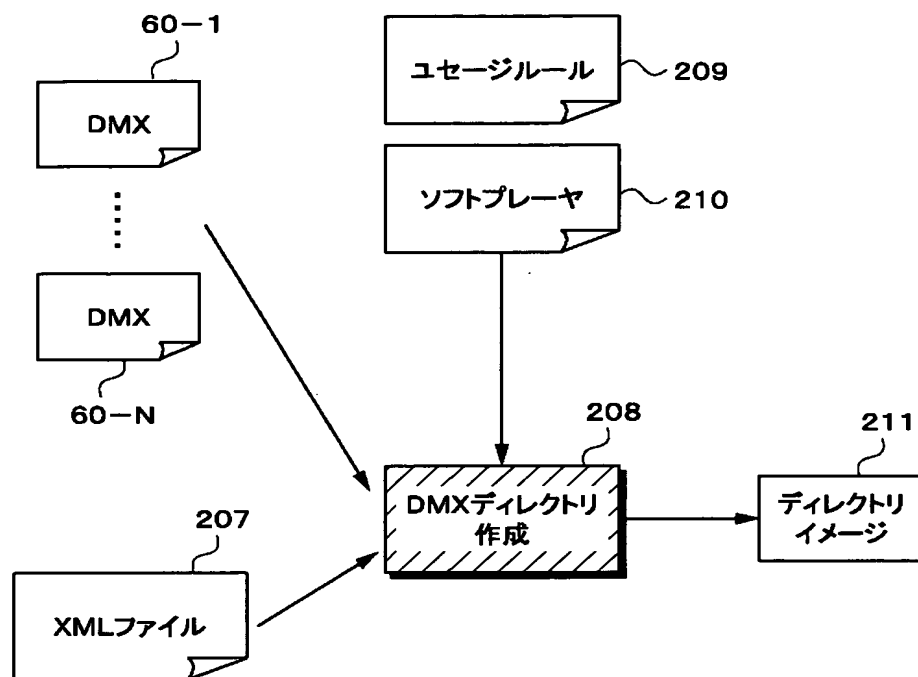 60-1
DMX
DMX
60-N
ユセージルール
209
ソフトプレーヤ
210
207
XMLファイル
208
DMXディレクトリ
作成
211
ディレクトリ
イメージ